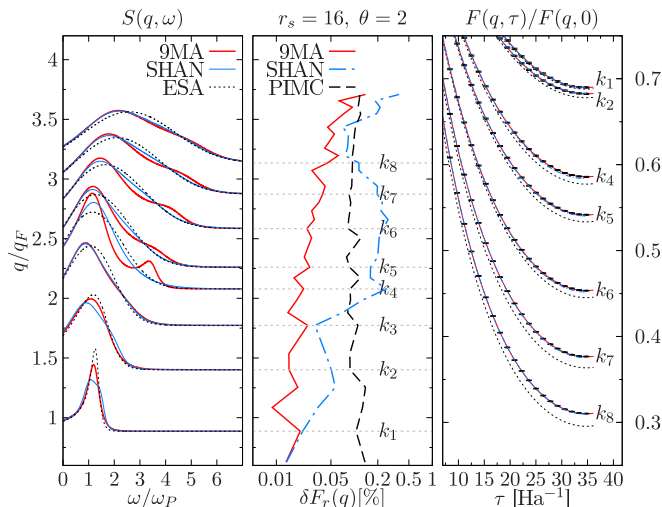 S(q, ω)
r_s = 16, θ = 2
F(q, τ)/F(q, 0)
9MA
SHAN
ESA
9MA
SHAN
PIMC
q/q_F
4
3.5
3
2.5
2
1.5
1
0 1 2 3 4 5 6
ω/ω_P
k_8
k_7
k_6
k_5
k_4
k_3
k_2
k_1
0.01 0.05 0.2 0.5 1
δF_r(q)[%]
k_1
k_2
k_4
k_5
k_6
k_7
k_8
0.7
0.6
0.5
0.4
0.3
10 15 20 25 30 35 40
τ [Ha⁻¹]